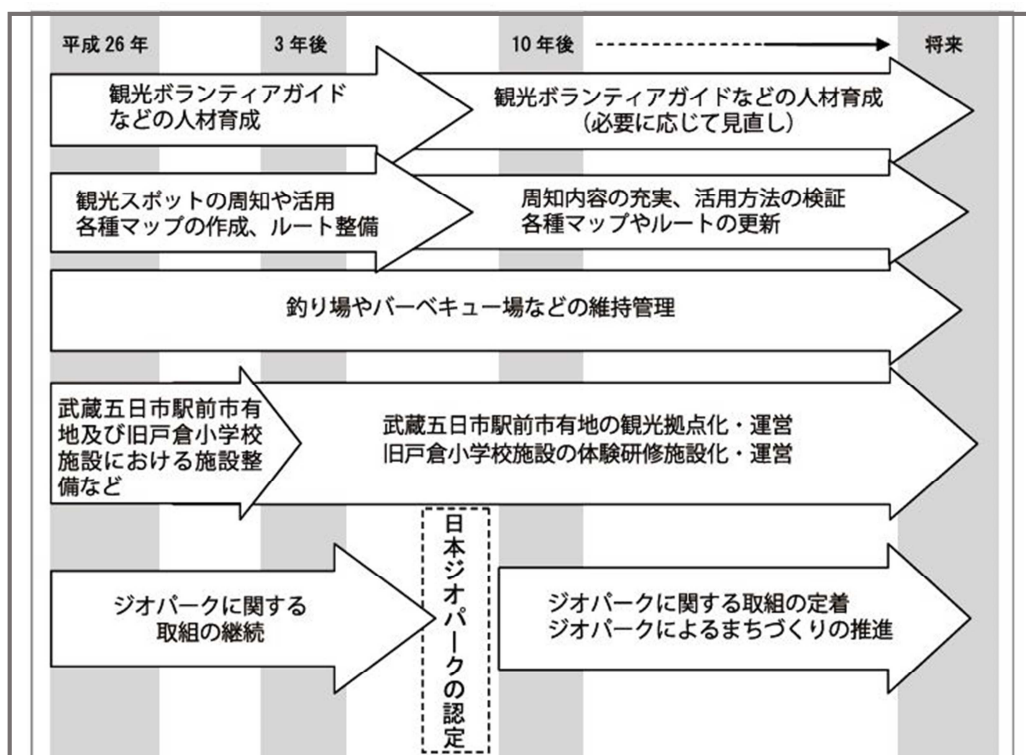 平成 26 年
3 年後
10 年後
将来
観光ボランティアガイド
などの人材育成
観光ボランティアガイドなどの人材育成
(必要に応じて見直し)
観光スポットの周知や活用
各種マップの作成、ルート整備
周知内容の充実、活用方法の検証
各種マップやルートの更新
釣り場やバーベキュー場などの維持管理
武蔵五日市駅前市有
地及び旧戸倉小学校
施設における施設整
備など
武蔵五日市駅前市有地の観光拠点化・運営
旧戸倉小学校施設の体験研修施設化・運営
ジオパークに関する
取組の継続
日本ジオパークの認定
ジオパークに関する取組の定着
ジオパークによるまちづくりの推進